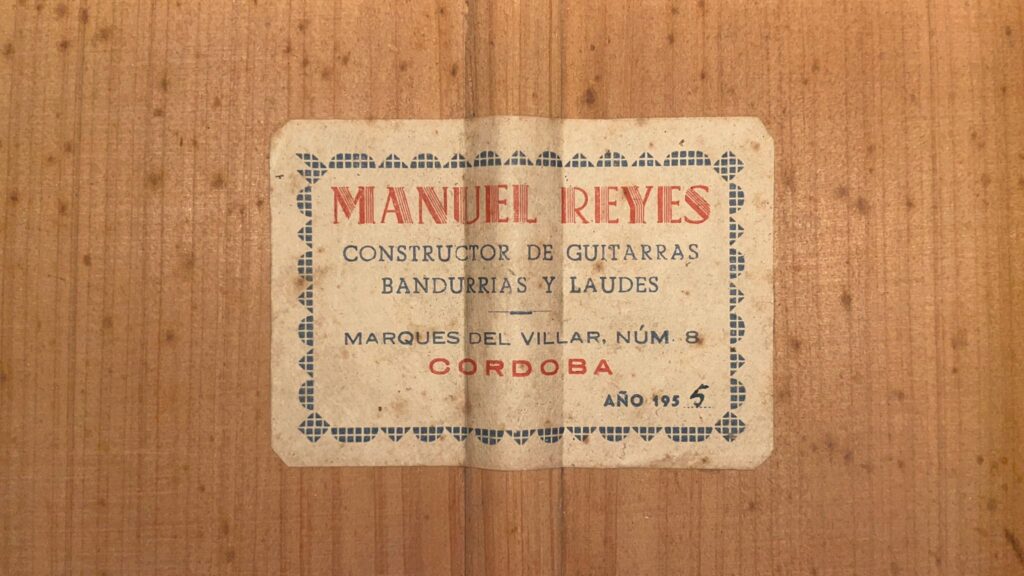 MANUEL REYES
CONSTRUCTOR DE GUITARRAS
BANDURRIAS Y LAUDES
MARQUES DEL VILLAR, NÚM. 8
CORDOBA
AÑO 1955